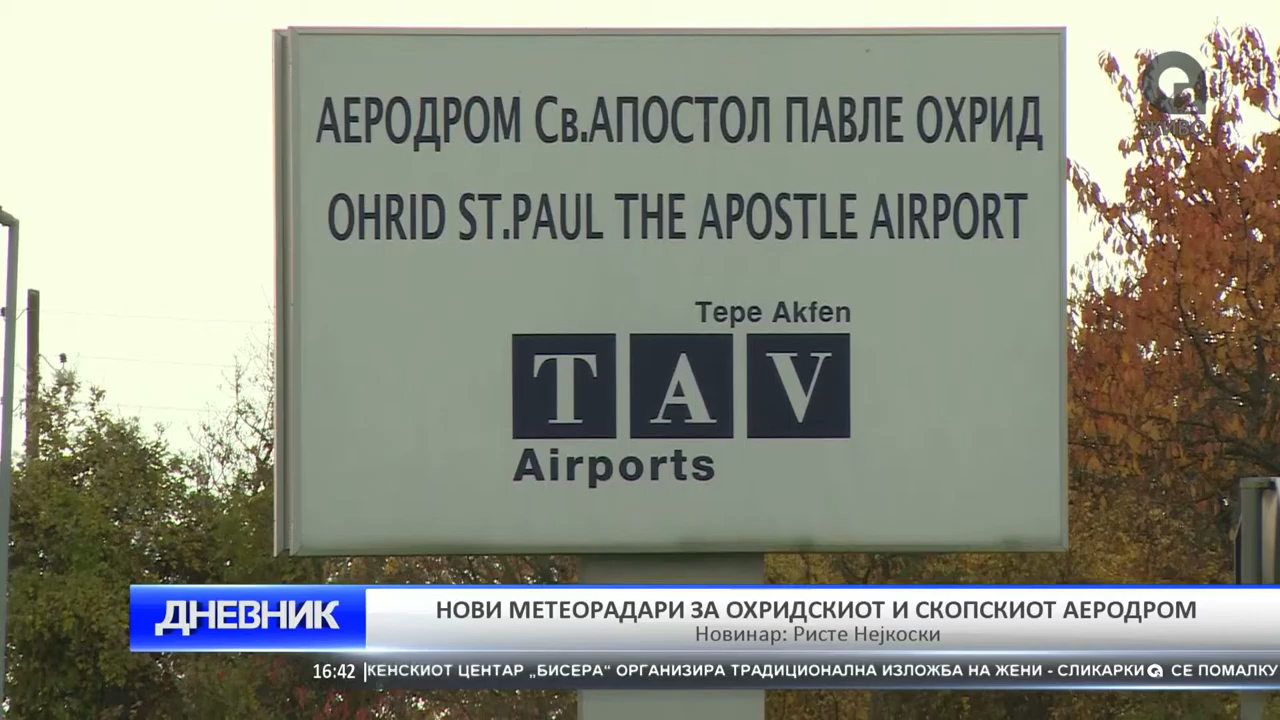 АЕРОДРОМ Св.АПОСТОЛ ПАВЛЕ ОХРИД
ЖИВО
OHRID ST.PAUL THE APOSTLE AIRPORT
Tepe Akfen
TAV
Airports
ДНЕВНИК
НОВИ МЕТЕОРАДАРИ ЗА ОХРИДСКИОТ И СКОПСКИОТ АЕРОДРОМ
Новинар: Ристе Нејкоски
16:42 КЕНСКИОТ ЦЕНТАР „БИСЕРА“ ОРГАНИЗИРА ТРАДИЦИОНАЛНА ИЗЛОЖБА НА ЖЕНИ - СЛИКАРКИ СЕ ПОМАЛКУ